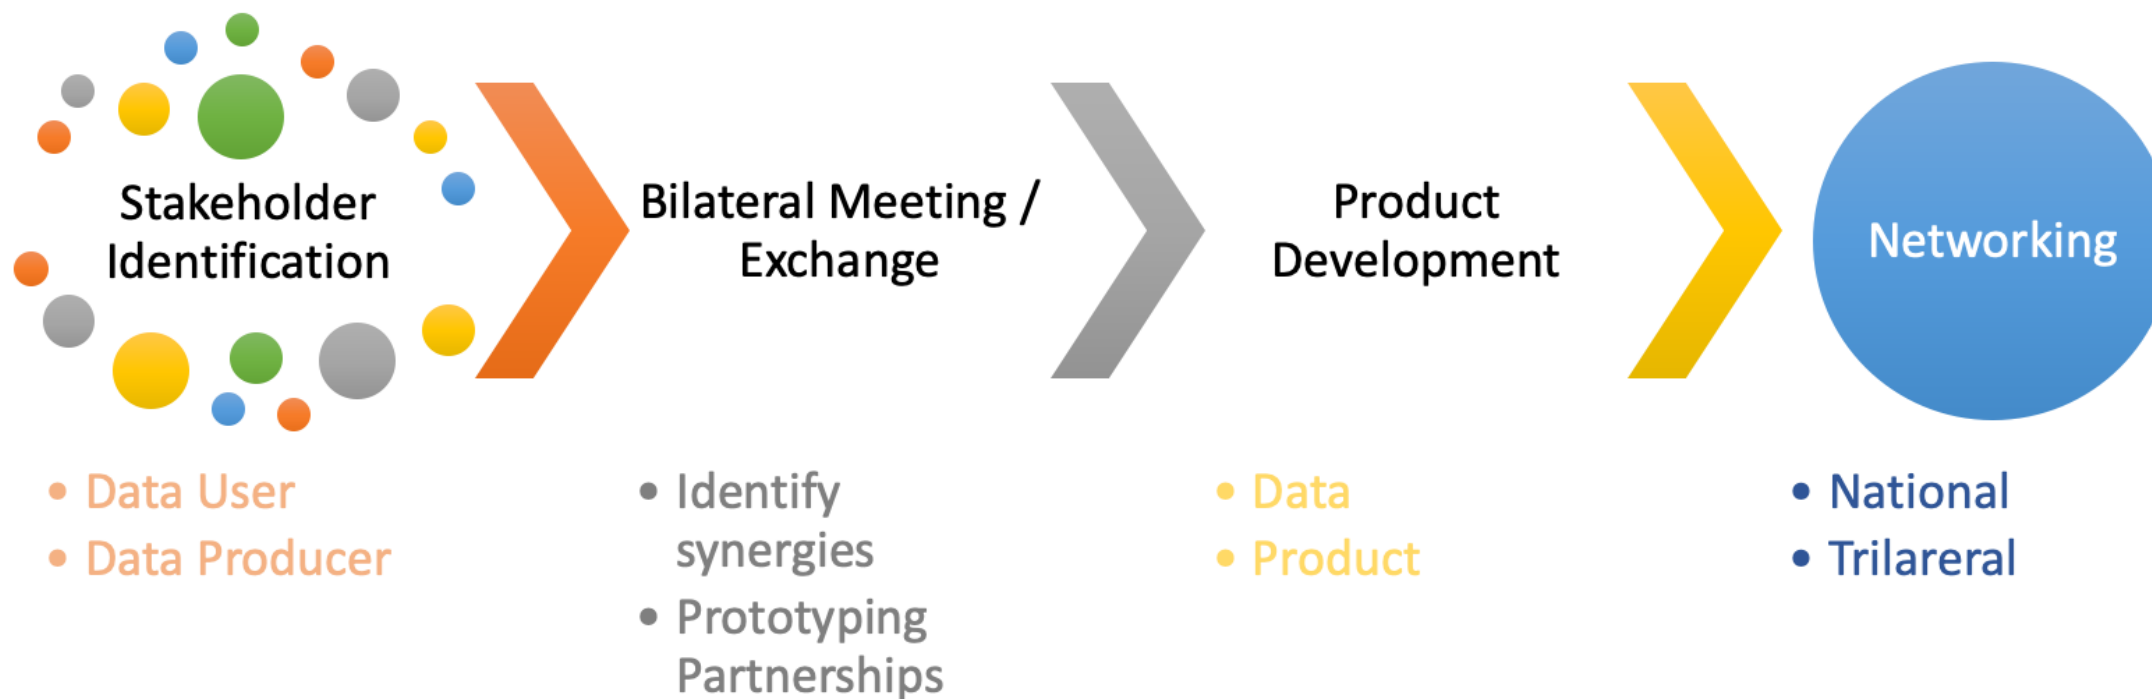 Stakeholder
Identification
Bilateral Meeting /
Exchange
Product
Development
Networking
• Data User
• Data Producer
• Identify
synergies
• Prototyping
Partnerships
• Data
• Product
• National
• Trilareral